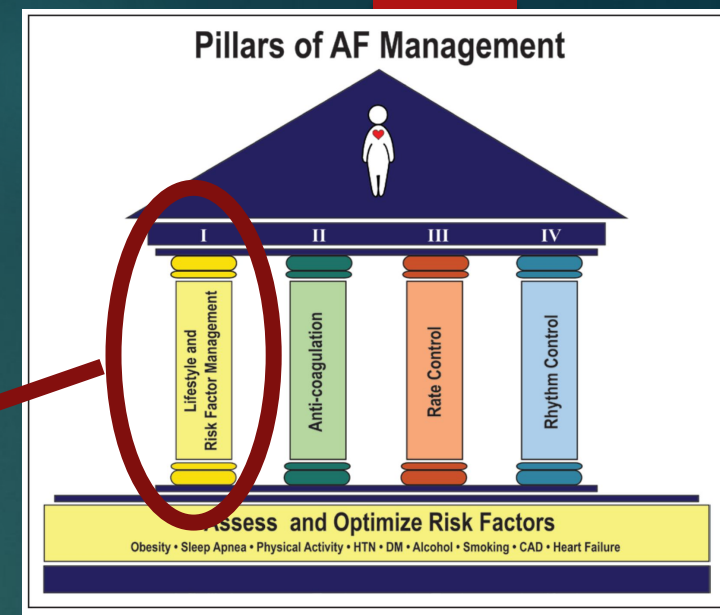 Pillars of AF Management
I II III IV
Lifestyle and
Risk Factor Management
Anti-coagulation
Rate Control
Rhythm Control
Assess and Optimize Risk Factors
Obesity • Sleep Apnea • Physical Activity • HTN • DM • Alcohol • Smoking • CAD • Heart Failure